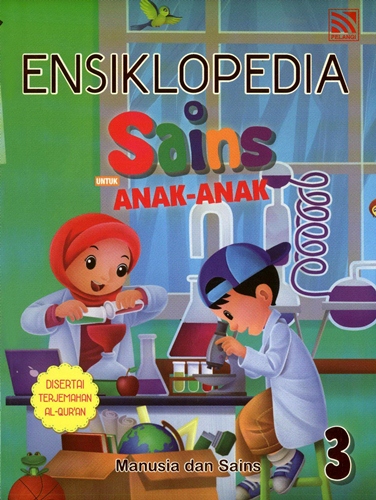 PELANGI
ENSIKLOPEDIA
Sains
UNTUK
ANAK-ANAK
DISERTAI
TERJEMAHAN
AL-QUR'AN
Manusia dan Sains
3